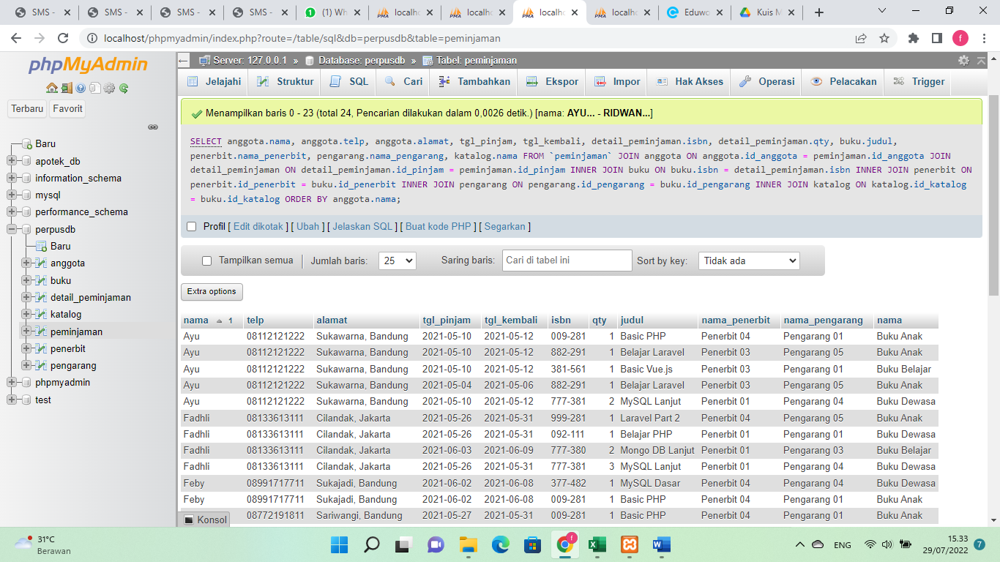 SMS -
SMS -
SMS -
SMS -
(1) Wh
localho
localho
localho
localho
Eduwo
Kuis M
localhost/phpmyadmin/index.php?route=/table/sql&db=perpusdb&table=peminjaman
f
phpMyAdmin
Terbaru Favorit
Baru
apotek_db
information_schema
mysql
performance_schema
perpusdb
Baru
anggota
buku
detail_peminjaman
katalog
peminjaman
penerbit
pengarang
phpmyadmin
test
Server: 127.0.0.1 » Database: perpusdb » Tabel: peminjaman
Jelajahi Struktur SQL Cari Tambahkan Ekspor Impor Hak Akses Operasi Pelacakan Trigger
Menampilkan baris 0 - 23 (total 24, Pencarian dilakukan dalam 0,0026 detik.) [nama: AYU... - RIDWAN...]
SELECT anggota.nama, anggota.telp, anggota.alamat, tgl_pinjam, tgl_kembali, detail_peminjaman.isbn, detail_peminjaman.qty, buku.judul,
penerbit.nama_penerbit, pengarang.nama_pengarang, katalog.nama FROM `peminjaman` JOIN anggota ON anggota.id_anggota = peminjaman.id_anggota JOIN
detail_peminjaman ON detail_peminjaman.id_pinjam = peminjaman.id_pinjam INNER JOIN buku ON buku.isbn = detail_peminjaman.isbn INNER JOIN penerbit ON
penerbit.id_penerbit = buku.id_penerbit INNER JOIN pengarang ON pengarang.id_pengarang = buku.id_pengarang INNER JOIN katalog ON katalog.id_katalog
= buku.id_katalog ORDER BY anggota.nama;
Profil [ Edit dikotak ] [ Ubah ] [ Jelaskan SQL ] [ Buat kode PHP ] [ Segarkan ]
Tampilkan semua Jumlah baris: 25 Saring baris: Cari di tabel ini Sort by key: Tidak ada
Extra options
nama 1 telp alamat tgl_pinjam tgl_kembali isbn qty judul nama_penerbit nama_pengarang nama
Ayu 08112121222 Sukawarna, Bandung 2021-05-10 2021-05-12 009-281 1 Basic PHP Penerbit 04 Pengarang 01 Buku Anak
Ayu 08112121222 Sukawarna, Bandung 2021-05-10 2021-05-12 882-291 1 Belajar Laravel Penerbit 03 Pengarang 05 Buku Anak
Ayu 08112121222 Sukawarna, Bandung 2021-05-10 2021-05-12 381-561 1 Basic Vue.js Penerbit 03 Pengarang 01 Buku Belajar
Ayu 08112121222 Sukawarna, Bandung 2021-05-04 2021-05-06 882-291 1 Belajar Laravel Penerbit 03 Pengarang 05 Buku Anak
Ayu 08112121222 Sukawarna, Bandung 2021-05-10 2021-05-12 777-381 2 MySQL Lanjut Penerbit 01 Pengarang 04 Buku Dewasa
Fadhli 08133613111 Cilandak, Jakarta 2021-05-26 2021-05-31 999-281 1 Laravel Part 2 Penerbit 04 Pengarang 05 Buku Anak
Fadhli 08133613111 Cilandak, Jakarta 2021-05-26 2021-05-31 092-111 1 Belajar PHP Penerbit 01 Pengarang 01 Buku Dewasa
Fadhli 08133613111 Cilandak, Jakarta 2021-06-03 2021-06-09 777-380 2 Mongo DB Lanjut Penerbit 01 Pengarang 03 Buku Belajar
Fadhli 08133613111 Cilandak, Jakarta 2021-05-26 2021-05-31 777-381 3 MySQL Lanjut Penerbit 01 Pengarang 04 Buku Dewasa
Feby 08991717711 Sukajadi, Bandung 2021-06-02 2021-06-08 377-482 1 MySQL Dasar Penerbit 04 Pengarang 04 Buku Dewasa
Feby 08991717711 Sukajadi, Bandung 2021-06-02 2021-06-08 009-281 1 Basic PHP Penerbit 04 Pengarang 01 Buku Anak
08772191811 Sariwangi, Bandung 2021-05-27 2021-05-31 009-281 1 Basic PHP Penerbit 04 Pengarang 01 Buku Anak
Konsol
31°C
Berawan
ENG
15.33
29/07/2022
7